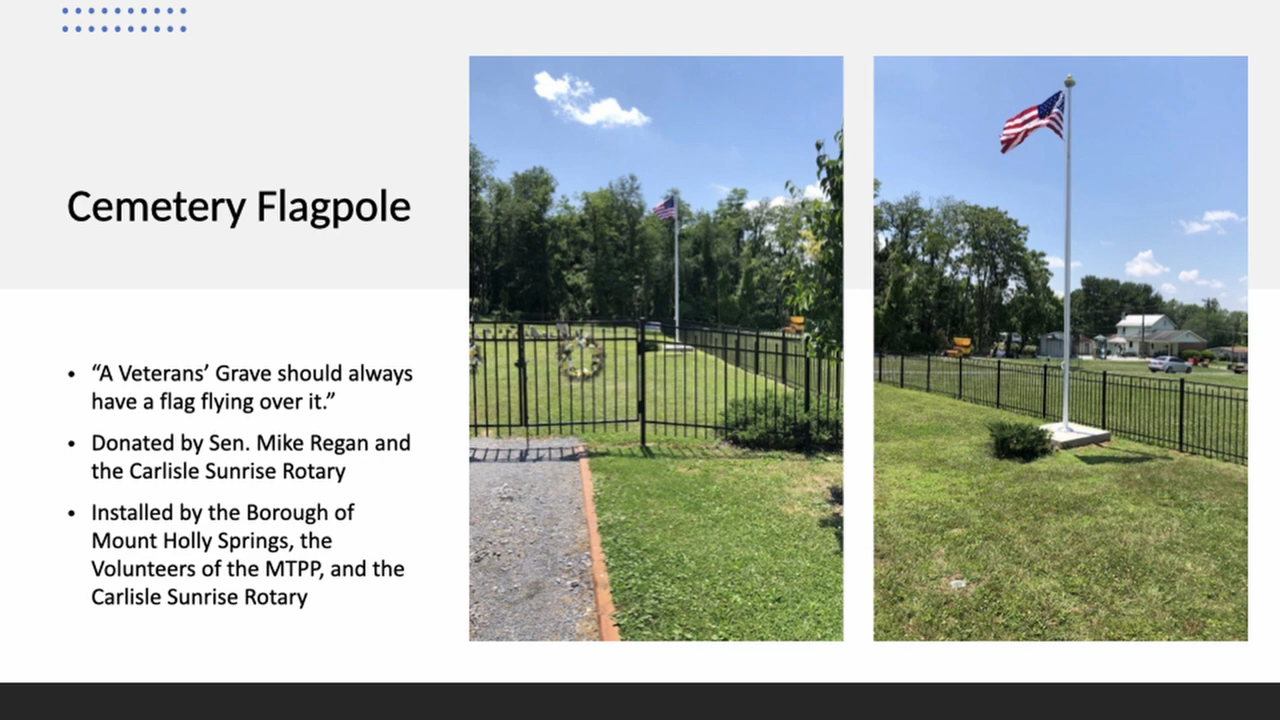 Cemetery Flagpole
• “A Veterans’ Grave should always
have a flag flying over it.”
• Donated by Sen. Mike Regan and
the Carlisle Sunrise Rotary
• Installed by the Borough of
Mount Holly Springs, the
Volunteers of the MTPP, and the
Carlisle Sunrise Rotary